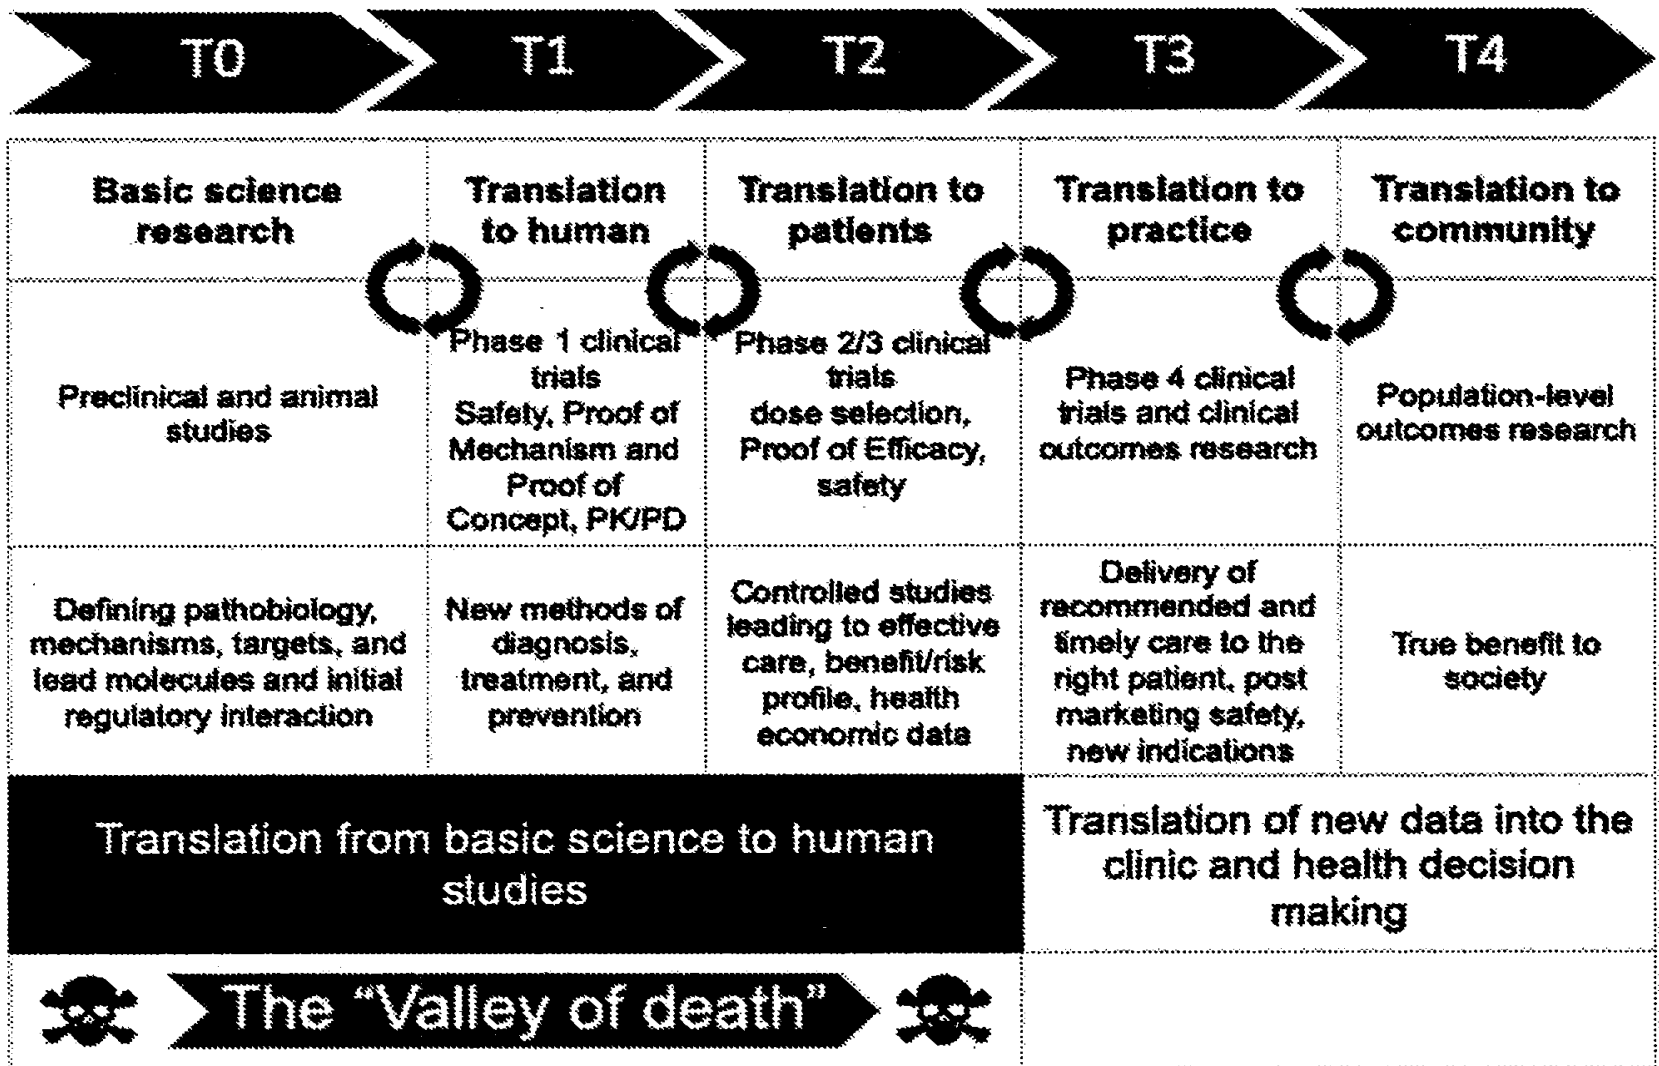 T0
T1
T2
T3
T4
Basic science
research
Translation
to human
Translation to
patients
Translation to
practice
Translation to
community
Preclinical and animal
studies
Phase 1 clinical
trials
Safety, Proof of
Mechanism and
Proof of
Concept, PK/PD
Phase 2/3 clinical
trials
dose selection,
Proof of Efficacy,
safety
Phase 4 clinical
trials and clinical
outcomes research
Population-level
outcomes research
Defining pathobiology,
mechanisms, targets, and
lead molecules and initial
regulatory interaction
New methods of
diagnosis,
treatment, and
prevention
Controlled studies
leading to effective
care, benefit/risk
profile, health
economic data
Delivery of
recommended and
timely care to the
right patient, post
marketing safety,
new indications
True benefit to
society
Translation from basic science to human
studies
Translation of new data into the
clinic and health decision
making
The “Valley of death”